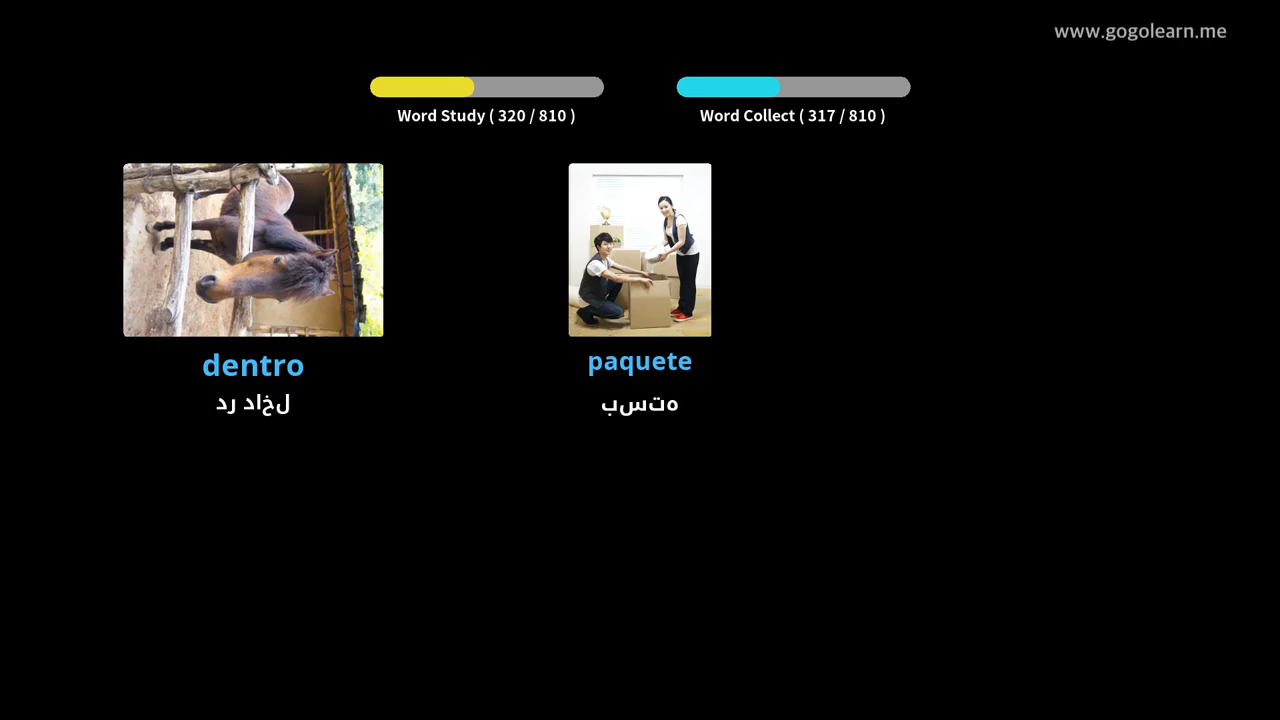 www.gogolearn.me
Word Study ( 320 / 810 )
Word Collect ( 317 / 810 )
dentro
لخاد رد
paquete
هتسب